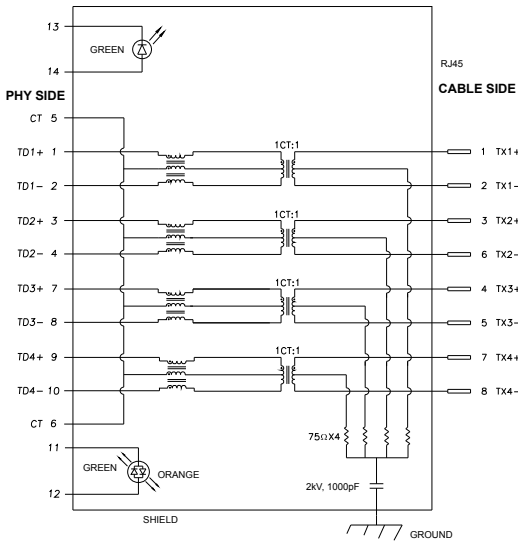 13
GREEN
14
RJ45
PHY SIDE
CABLE SIDE
CT 5
1CT:1
TD1+ 1
1 TX1+
TD1- 2
2 TX1-
1CT:1
TD2+ 3
3 TX2+
TD2- 4
6 TX2-
1CT:1
TD3+ 7
4 TX3+
TD3- 8
5 TX3-
1CT:1
TD4+ 9
7 TX4+
TD4- 10
8 TX4-
CT 6
75ΩX4
11
GREEN
ORANGE
12
2kV, 1000pF
SHIELD
GROUND